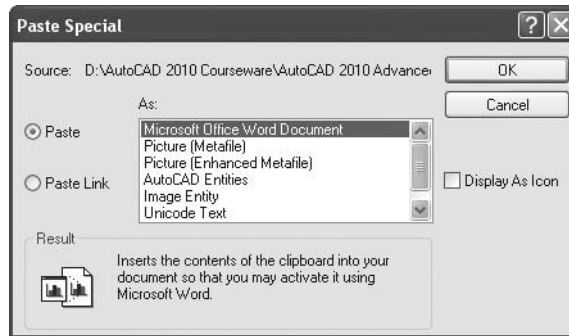 Paste Special
Source: D:\AutoCAD 2010 Courseware\AutoCAD 2010 Advance
OK
As:
Cancel
Paste
Microsoft Office Word Document
Picture (Metafile)
Picture (Enhanced Metafile)
Paste Link
AutoCAD Entities
Display As Icon
Image Entity
Unicode Text
Result
Inserts the contents of the clipboard into your
document so that you may activate it using
Microsoft Word.